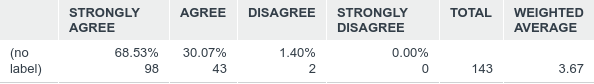 STRONGLY AGREE DISAGREE STRONGLY TOTAL WEIGHTED
AGREE DISAGREE AVERAGE
(no 68.53% 30.07% 1.40% 0.00%
label) 98 43 2 0 143 3.67